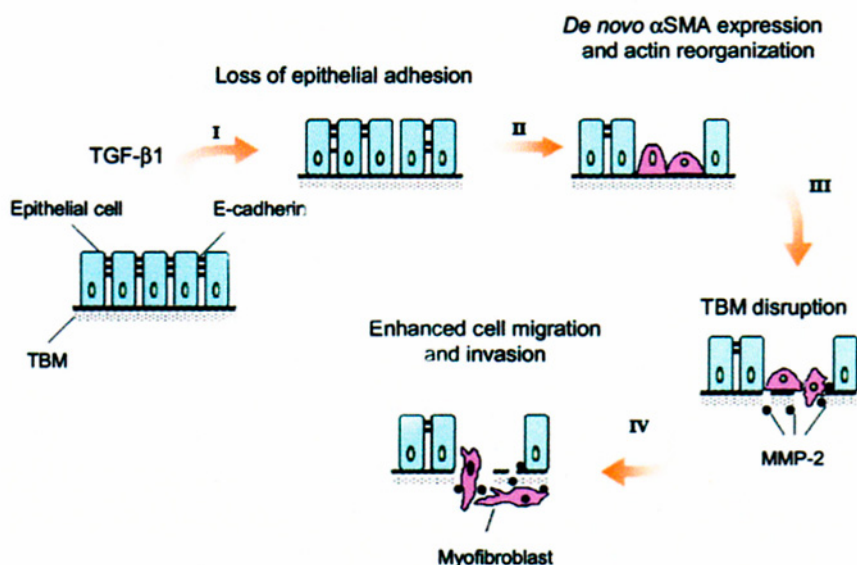 De novo αSMA expression
and actin reorganization
Loss of epithelial adhesion
I
II
TGF-β1
III
Epithelial cell
E-cadherin
TBM disruption
Enhanced cell migration
and invasion
TBM
IV
MMP-2
Myofibroblast